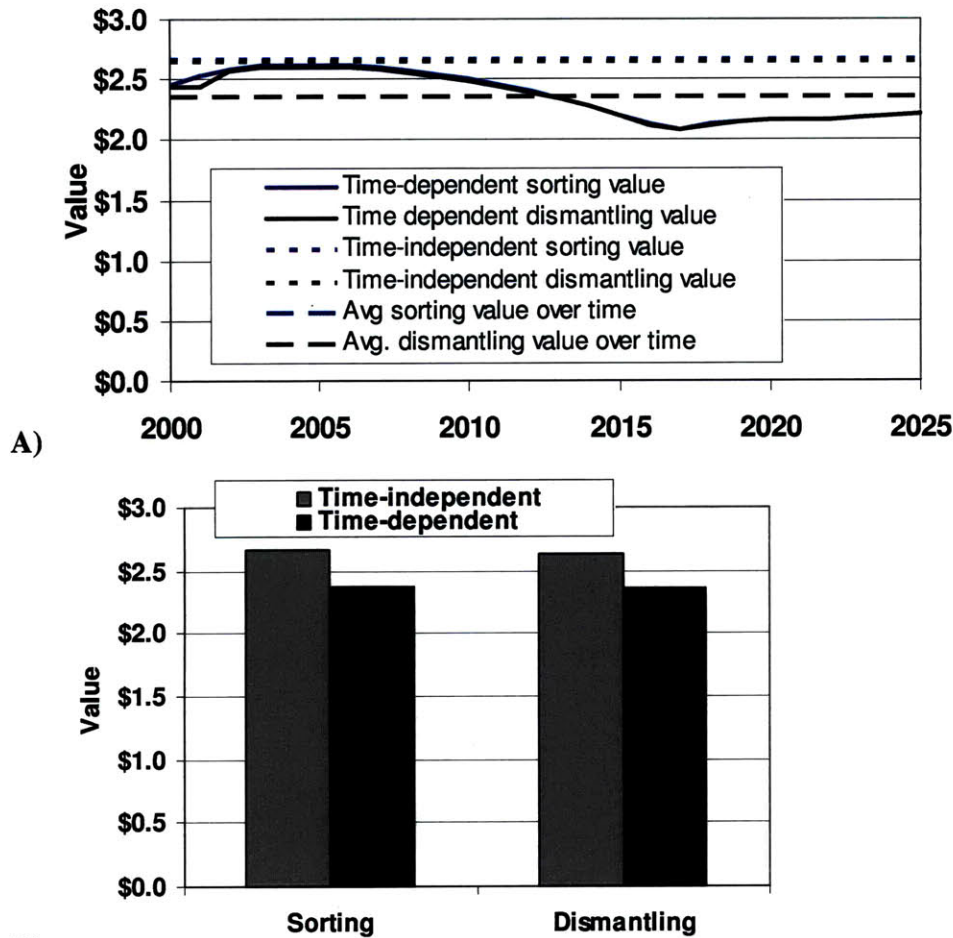 $3.0
$2.5
$2.0
$1.5
$1.0
$0.5
$0.0
Value
Time-dependent sorting value
Time dependent dismantling value
Time-independent sorting value
Time-independent dismantling value
Avg sorting value over time
Avg. dismantling value over time
2000 2005 2010 2015 2020 2025
A)
Time-independent
Time-dependent
$3.0
$2.5
$2.0
$1.5
$1.0
$0.5
$0.0
Value
Sorting Dismantling